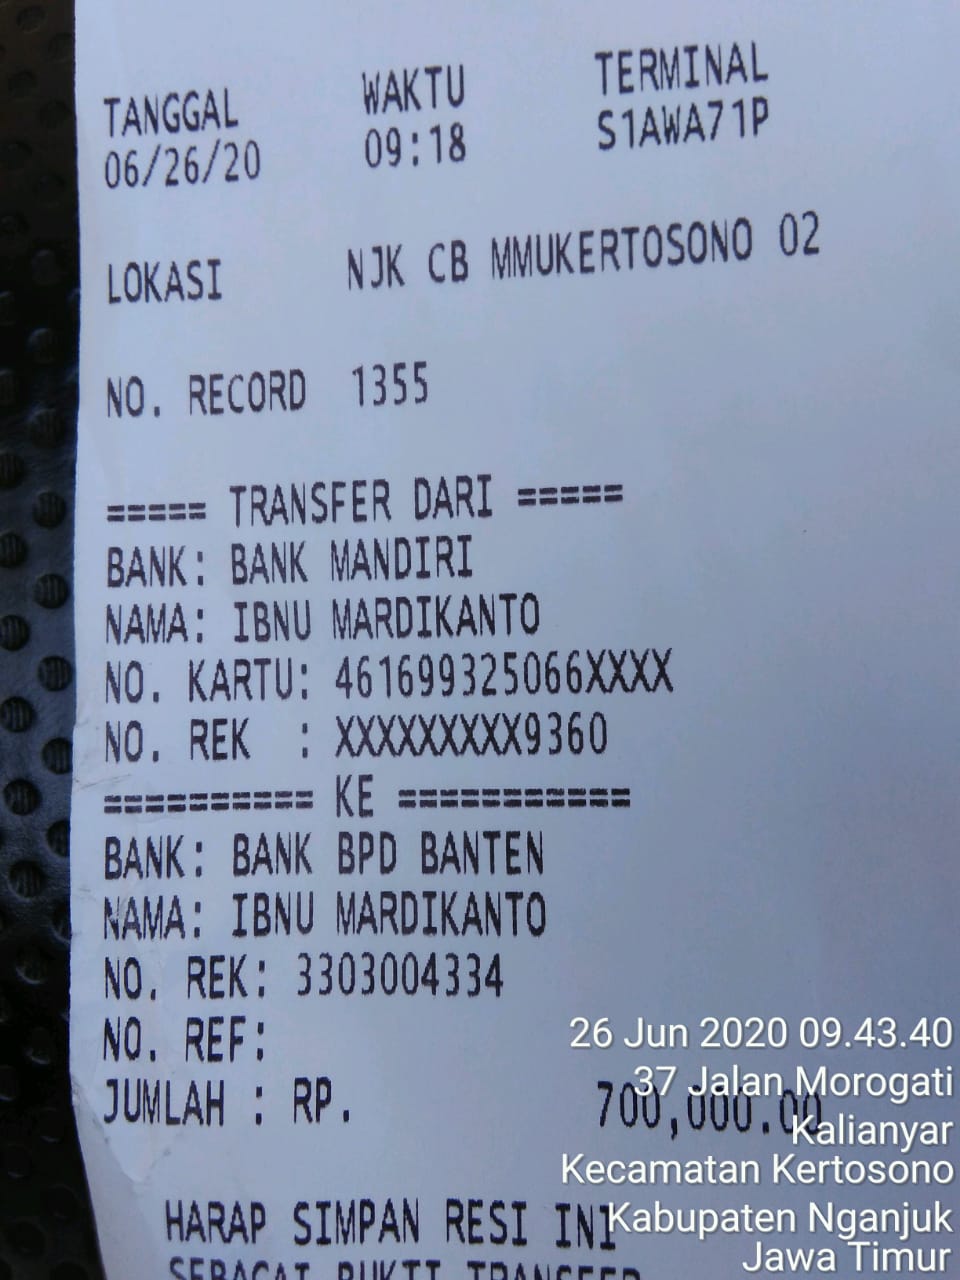 TANGGAL WAKTU TERMINAL
06/26/20 09:18 S1AWA71P
LOKASI NJK CB MMUKERTOSONO 02
NO. RECORD 1355
===== TRANSFER DARI =====
BANK: BANK MANDIRI
NAMA: IBNU MARDIKANTO
NO. KARTU: 461699325066XXXX
NO. REK : XXXXXXXXX9360
========== KE ===========
BANK: BANK BPD BANTEN
NAMA: IBNU MARDIKANTO
NO. REK: 3303004334
NO. REF:
JUMLAH : RP. 700,000.00
HARAP SIMPAN RESI INI
SEBAGAI BUKTI TRANSFER
26 Jun 2020 09.43.40
37 Jalan Morogati
Kalianyar
Kecamatan Kertosono
Kabupaten Nganjuk
Jawa Timur